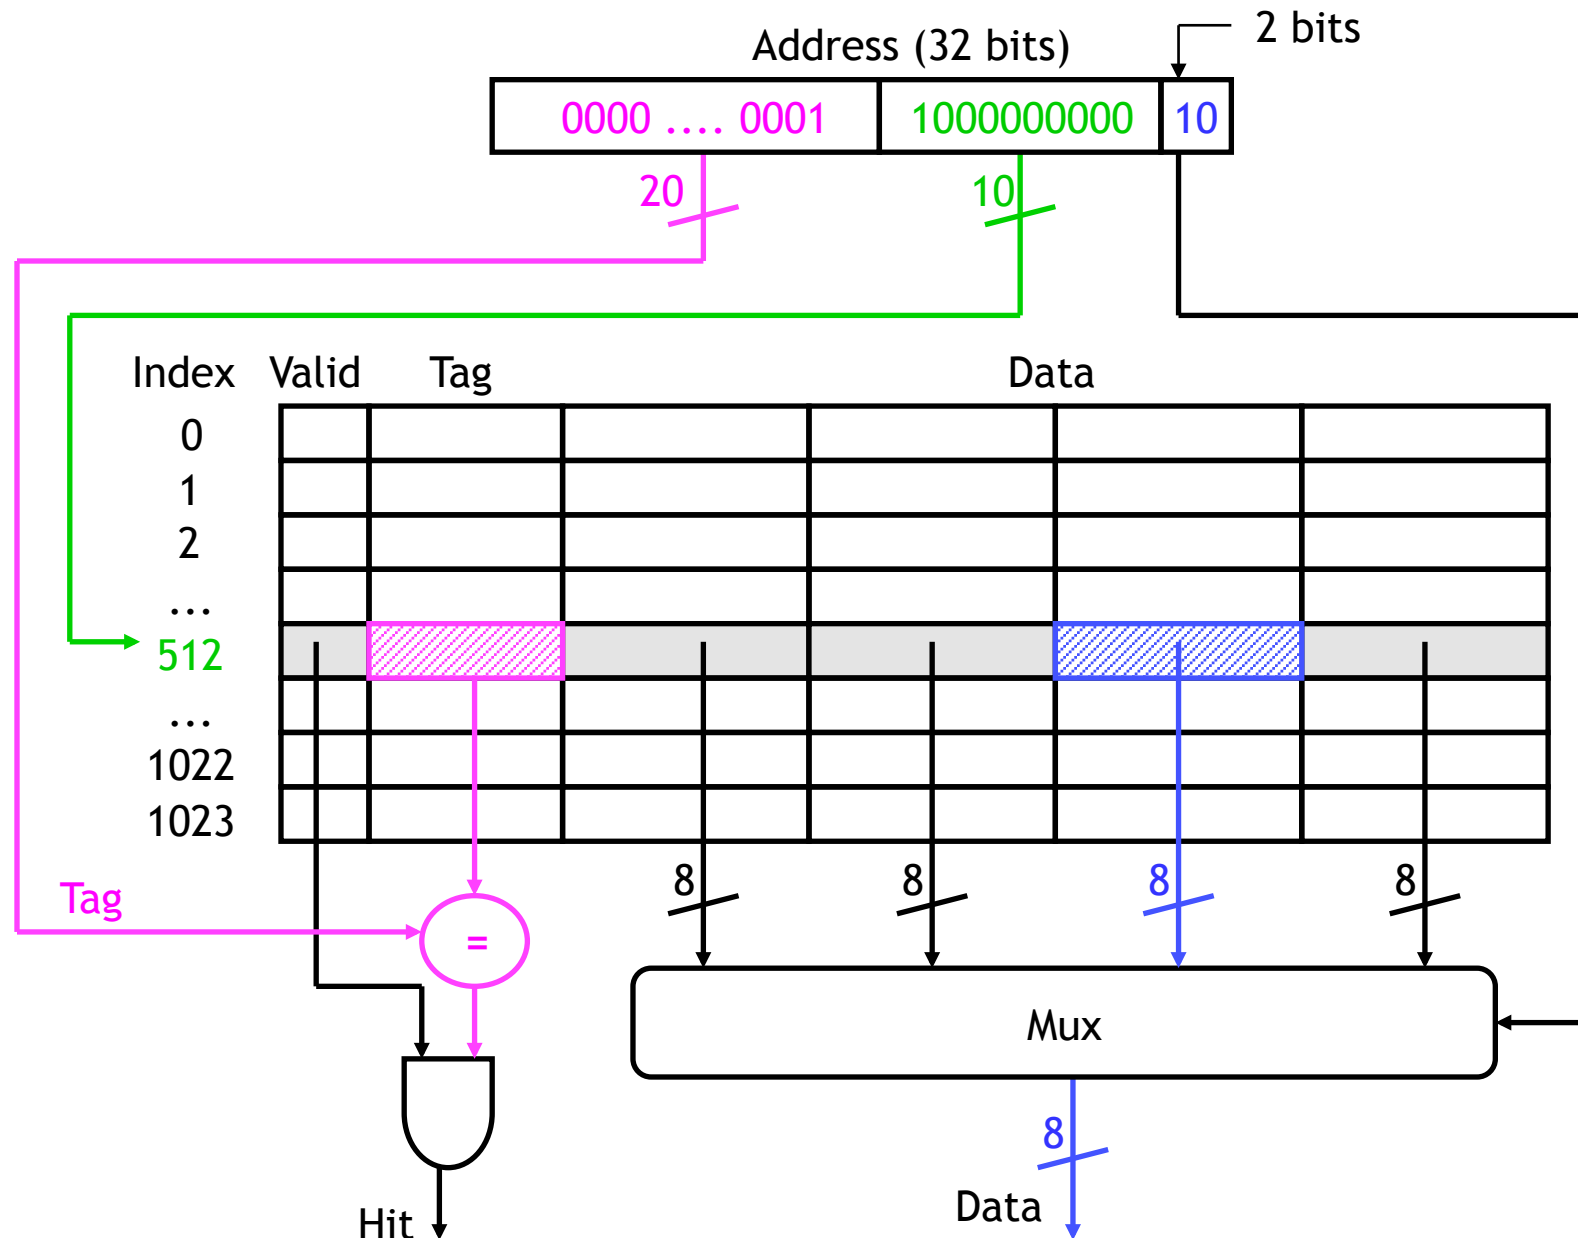 2 bits
Address (32 bits)
0000 .... 0001 1000000000 10
20 10
Index Valid Tag Data
0
1
2
...
512
...
1022
1023
8 8 8 8
Tag
=
Mux
8
Data
Hit